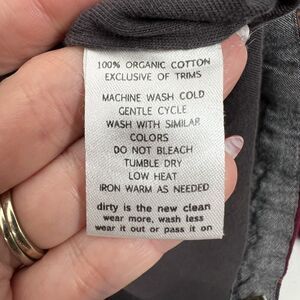 100% ORGANIC COTTON
EXCLUSIVE OF TRIMS
MACHINE WASH COLD
GENTLE CYCLE
WASH WITH SIMILAR
COLORS
DO NOT BLEACH
TUMBLE DRY
LOW HEAT
IRON WARM AS NEEDED
dirty is the new clean
wear more, wash less
wear it out or pass it on